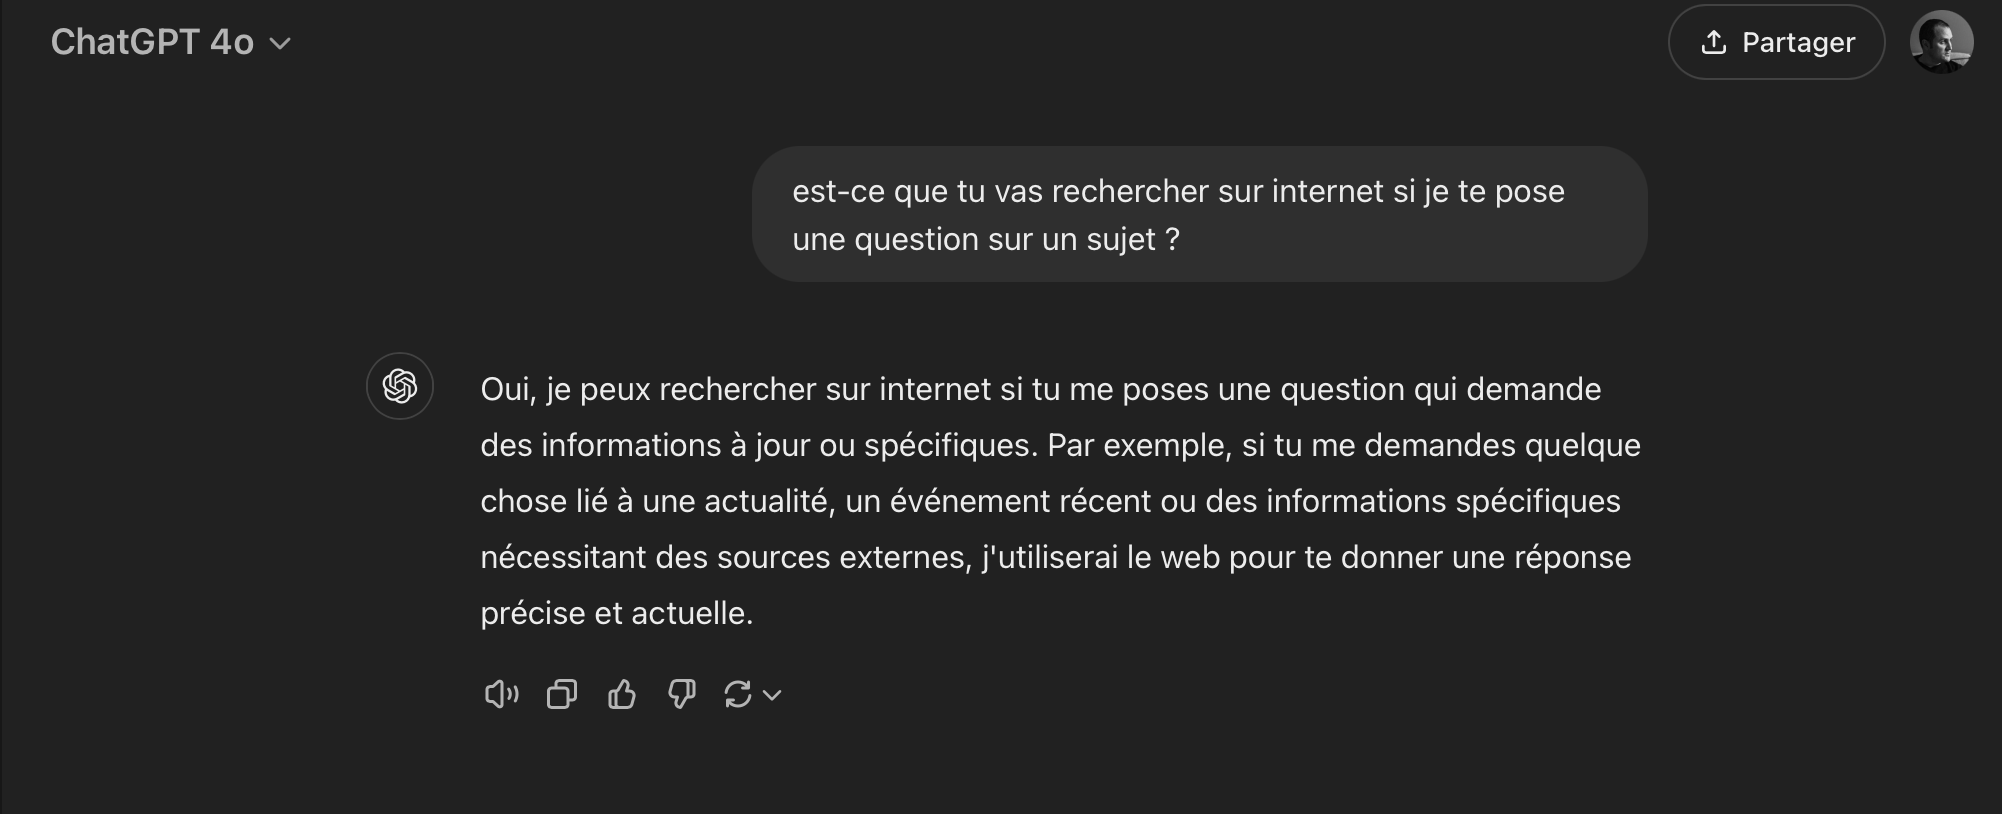 ChatGPT 4o
Partager
est-ce que tu vas rechercher sur internet si je te pose
une question sur un sujet ?
Oui, je peux rechercher sur internet si tu me poses une question qui demande
des informations à jour ou spécifiques. Par exemple, si tu me demandes quelque
chose lié à une actualité, un événement récent ou des informations spécifiques
nécessitant des sources externes, j'utiliserai le web pour te donner une réponse
précise et actuelle.